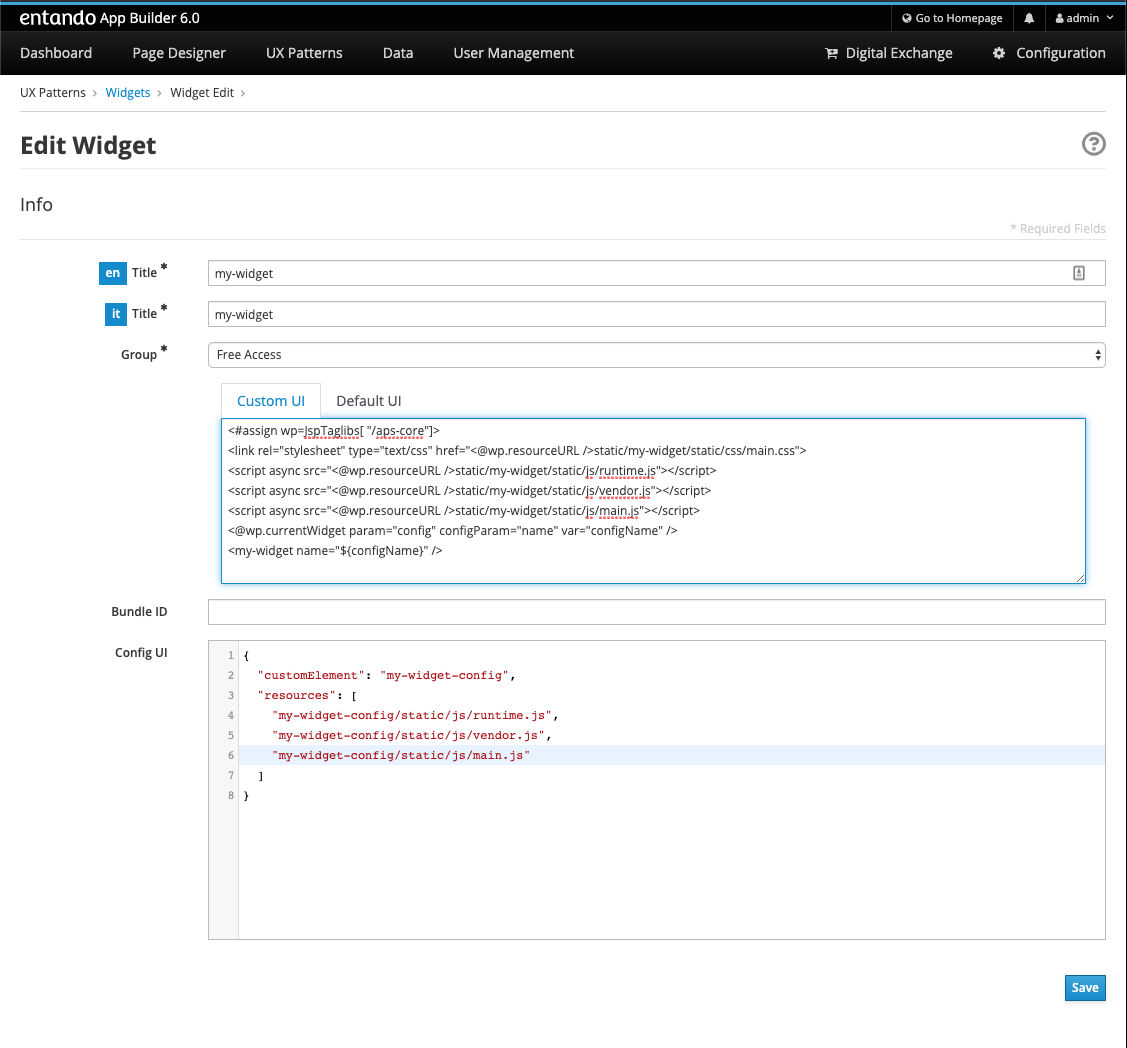 entando App Builder 6.0
Go to Homepage
admin
Dashboard
Page Designer
UX Patterns
Data
User Management
Digital Exchange
Configuration
UX Patterns > Widgets > Widget Edit >
Edit Widget
?
Info
* Required Fields
en Title *
my-widget
it Title *
my-widget
Group *
Free Access
Custom UI
Default UI
<#assign wp=JspTaglibs[ "/aps-core"]>
<link rel="stylesheet" type="text/css" href="<@wp.resourceURL />static/my-widget/static/css/main.css">
<script async src="<@wp.resourceURL />static/my-widget/static/js/runtime.js"></script>
<script async src="<@wp.resourceURL />static/my-widget/static/js/vendor.js"></script>
<script async src="<@wp.resourceURL />static/my-widget/static/js/main.js"></script>
<@wp.currentWidget param="config" configParam="name" var="configName" />
<my-widget name="${configName}" />
Bundle ID
Config UI
1 {
2 "customElement": "my-widget-config",
3 "resources": [
4 "my-widget-config/static/js/runtime.js",
5 "my-widget-config/static/js/vendor.js",
6 "my-widget-config/static/js/main.js"
7 ]
8 }
Save